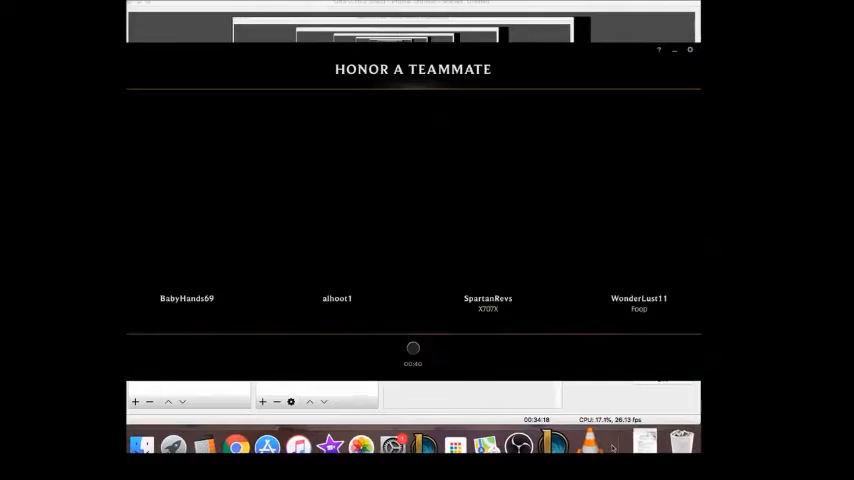 HONOR A TEAMMATE
BabyHands69
alhoot1
SpartanRevs
WonderLust11
X707X
Foop
00:40
00:34:18
CPU: 17.1%, 26.13 fps
1